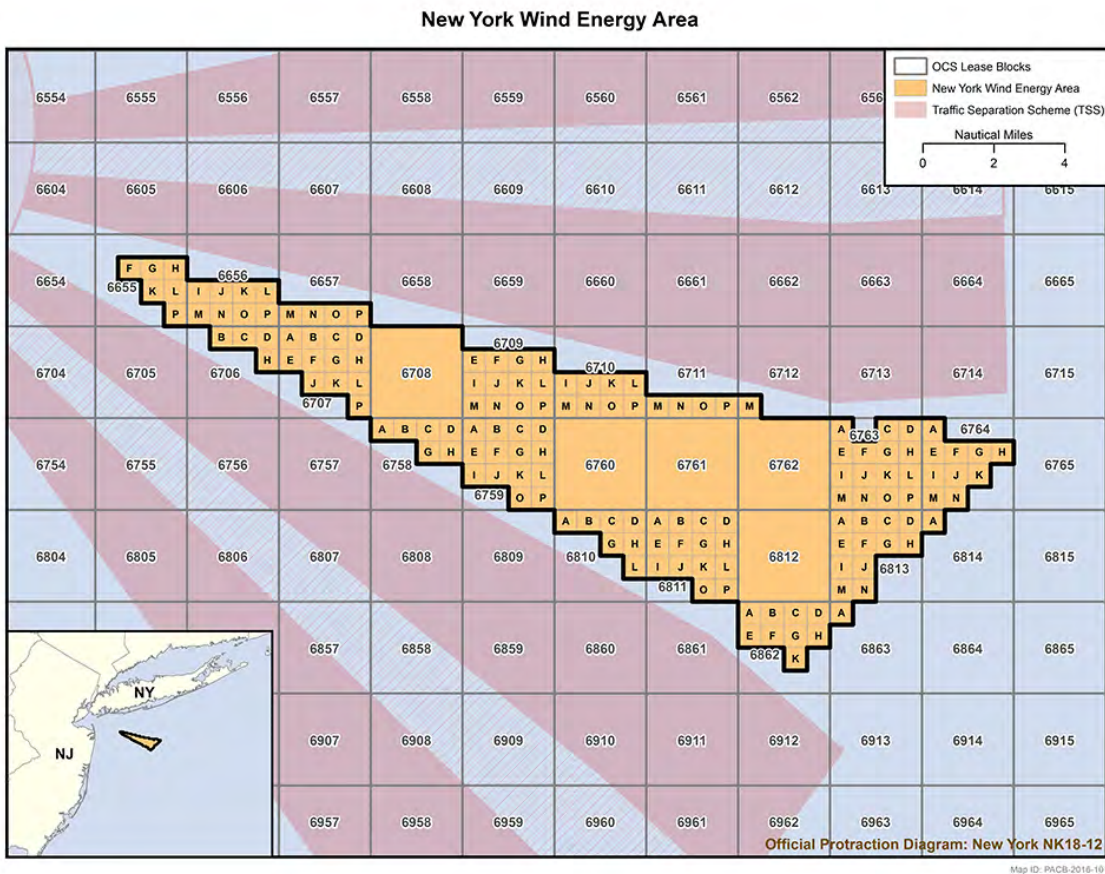 New York Wind Energy Area
OCS Lease Blocks
New York Wind Energy Area
Traffic Separation Scheme (TSS)
Nautical Miles
0 2 4
6554 6555 6556 6557 6558 6559 6560 6561 6562
6604 6605 6606 6607 6608 6609 6610 6611 6612 6613 6614 6615
F G H
6656
6654 6655 6657 6658 6659 6660 6661 6662 6663 6664 6665
K L I J K L
P M N O P M N O P
B C D A B C D
6709
H E F G H E F G H
6710
6704 6705 6706 6708 6711 6712 6713 6714 6715
J K L I J K L I J K L
6707
P M N O P M N O P M N O P M
A B C D A B C D A C D A
6763 6764
G H E F G H E F G H E F G H
6754 6755 6756 6757 6758 6760 6761 6762 6765
I J K L I J K L I J K
6759
O P M N O P M N
A B C D A B C D A B C D A
G H E F G H E F G H
6804 6805 6806 6807 6808 6809 6810 6812 6814 6815
L I J K L I J 6813
6811
O P M N
A B C D A
E F G H
6857 6858 6859 6860 6861 6862 6863 6864 6865
K
NY
NJ
6907 6908 6909 6910 6911 6912 6913 6914 6915
6957 6958 6959 6960 6961 6962 6963 6964 6965
Official Protraction Diagram: New York NK18-12
Map ID: PACB-2016-10